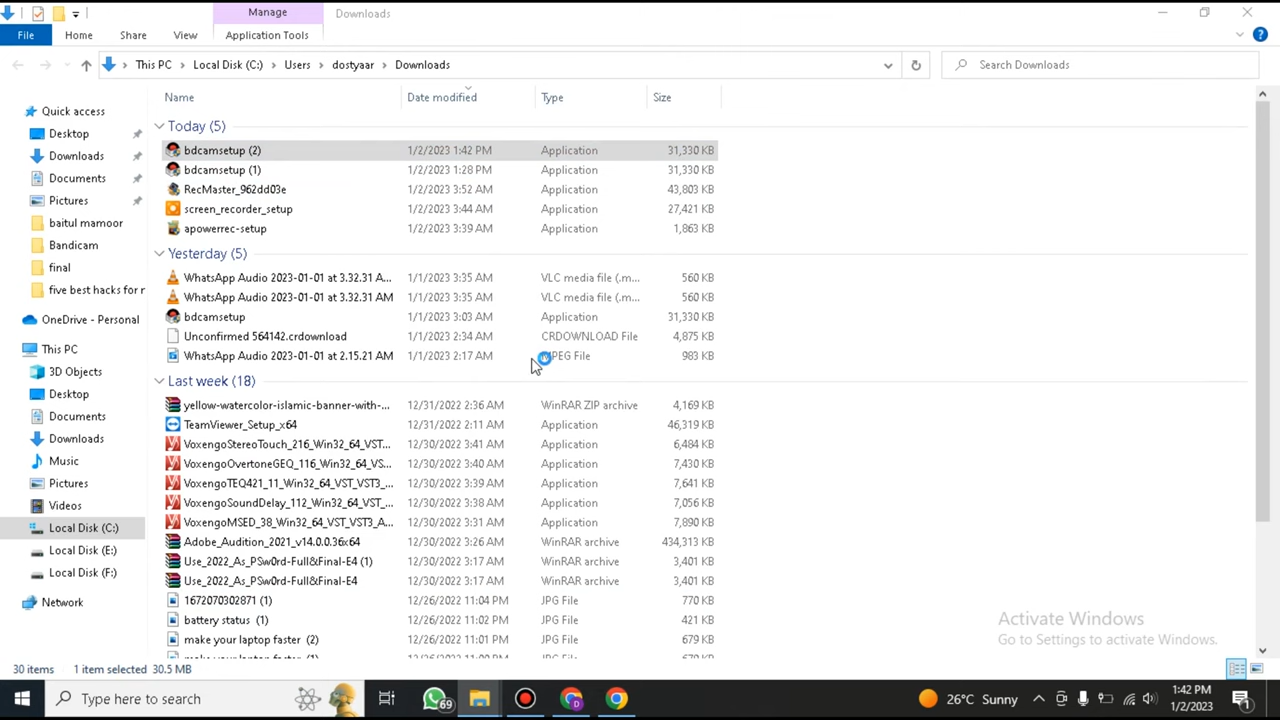 Manage
Downloads
File
Home
Share
View
Application Tools
This PC
Local Disk (C:)
Users
dostyaar
Downloads
Search Downloads
Name
Date modified
Type
Size
Quick access
Desktop
Downloads
Documents
Pictures
baitul mamoor
Bandicam
final
five best hacks for r
OneDrive - Personal
This PC
3D Objects
Desktop
Documents
Downloads
Music
Pictures
Videos
Local Disk (C:)
Local Disk (E:)
Local Disk (F:)
Network
Today (5)
bdcamsetup (2) 1/2/2023 1:42 PM Application 31,330 KB
bdcamsetup (1) 1/2/2023 1:28 PM Application 31,330 KB
RecMaster_962dd03e 1/2/2023 3:52 AM Application 43,803 KB
screen_recorder_setup 1/2/2023 3:44 AM Application 27,421 KB
apowerrec-setup 1/2/2023 3:39 AM Application 1,863 KB
Yesterday (5)
WhatsApp Audio 2023-01-01 at 3.32.31 A... 1/1/2023 3:35 AM VLC media file (.m... 560 KB
WhatsApp Audio 2023-01-01 at 3.32.31 AM 1/1/2023 3:35 AM VLC media file (.m... 560 KB
bdcamsetup 1/1/2023 3:03 AM Application 31,330 KB
Unconfirmed 564142.crdownload 1/1/2023 2:34 AM CRDOWNLOAD File 4,875 KB
WhatsApp Audio 2023-01-01 at 2.15.21 AM 1/1/2023 2:17 AM MPEG File 983 KB
Last week (18)
yellow-watercolor-islamic-banner-with-... 12/31/2022 2:36 AM WinRAR ZIP archive 4,169 KB
TeamViewer_Setup_x64 12/31/2022 2:11 AM Application 46,319 KB
VoxengoStereoTouch_216_Win32_64_VST... 12/30/2022 3:41 AM Application 6,484 KB
VoxengoOvertoneGEQ_116_Win32_64_VS... 12/30/2022 3:40 AM Application 7,430 KB
VoxengoTEQ421_11_Win32_64_VST_VST3_... 12/30/2022 3:39 AM Application 7,641 KB
VoxengoSoundDelay_112_Win32_64_VST_... 12/30/2022 3:38 AM Application 7,056 KB
VoxengoMSED_38_Win32_64_VST_VST3_A... 12/30/2022 3:31 AM Application 7,890 KB
Adobe_Audition_2021_v14.0.0.36x64 12/30/2022 3:26 AM WinRAR archive 434,313 KB
Use_2022_As_PSw0rd-Full&Final-E4 (1) 12/30/2022 3:17 AM WinRAR archive 3,401 KB
Use_2022_As_PSw0rd-Full&Final-E4 12/30/2022 3:17 AM WinRAR archive 3,401 KB
1672070302871 (1) 12/26/2022 11:04 PM JPG File 770 KB
battery status (1) 12/26/2022 11:02 PM JPG File 421 KB
make your laptop faster (2) 12/26/2022 11:01 PM JPG File 679 KB
make your laptop faster (1) 12/26/2022 11:00 PM JPG File 679 KB
Activate Windows
Go to Settings to activate Windows.
30 items
1 item selected 30.5 MB
Type here to search
69
D
26°C Sunny
1:42 PM
1/2/2023
1